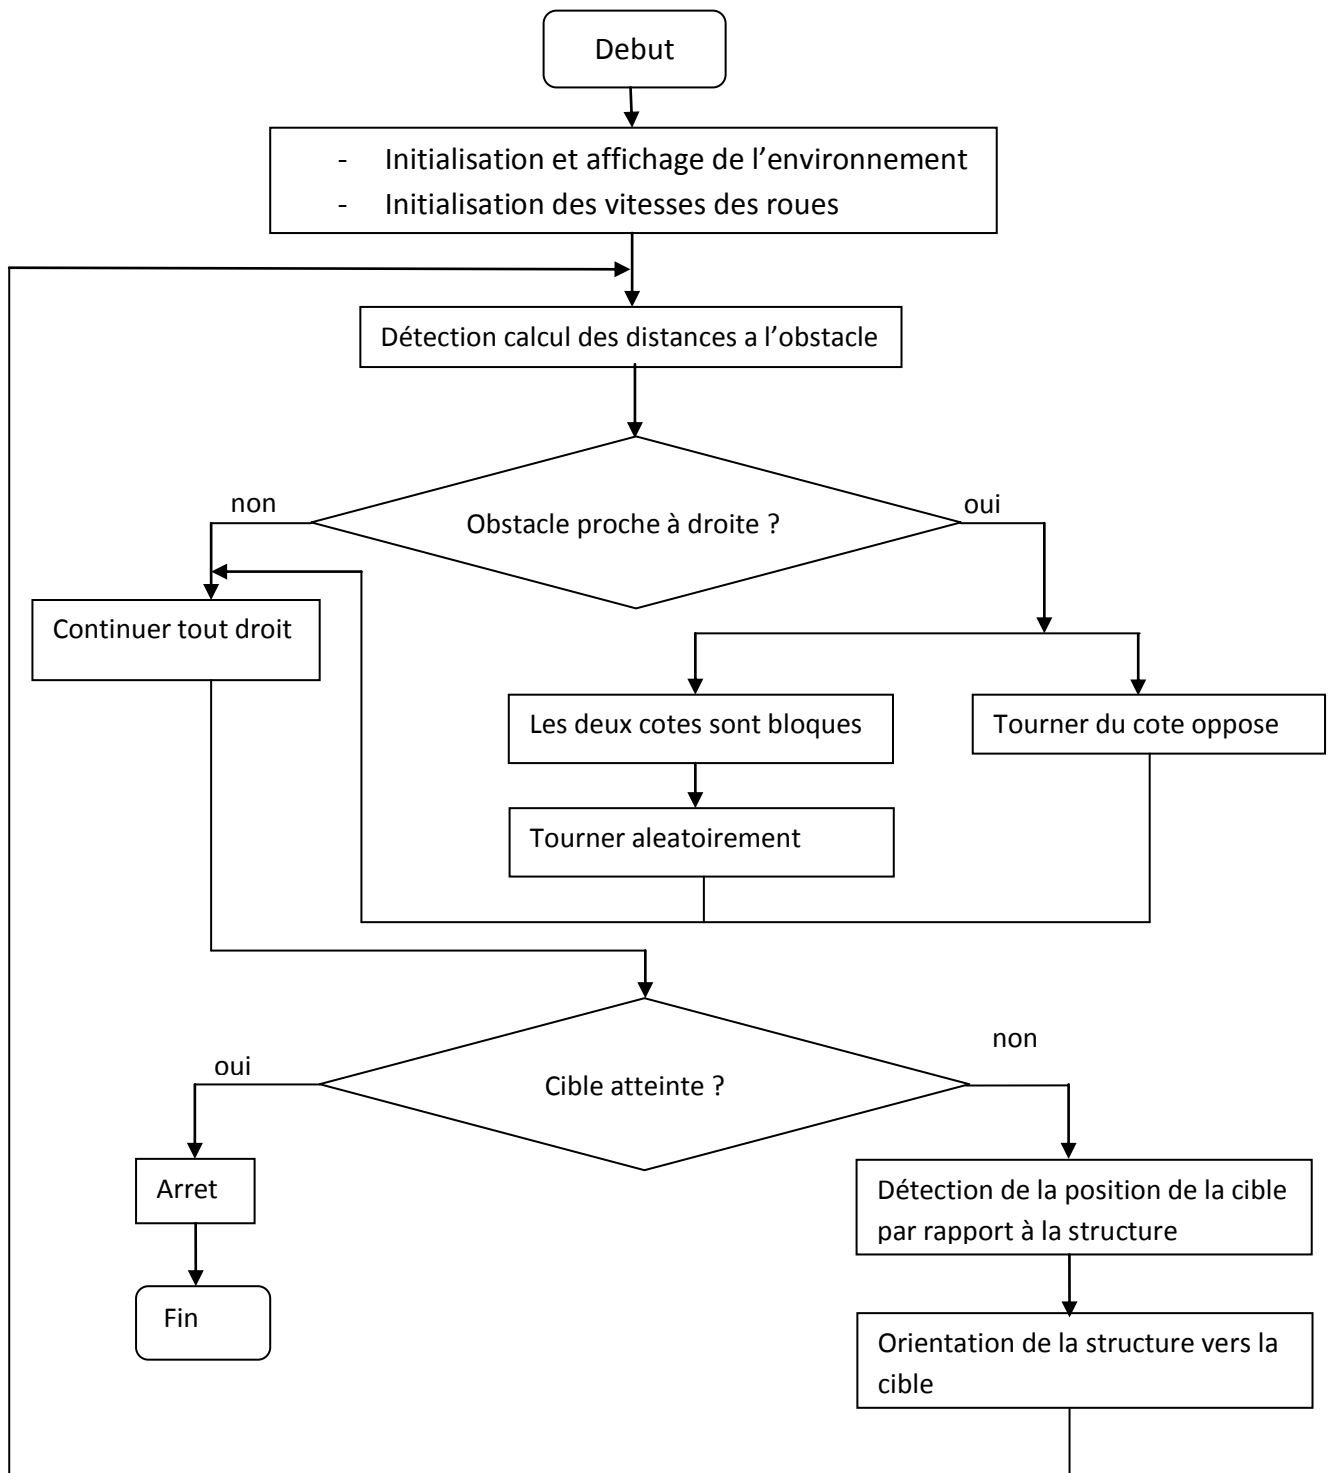 Debut
- Initialisation et affichage de l’environnement
- Initialisation des vitesses des roues
Détection calcul des distances a l’obstacle
non
oui
Obstacle proche à droite ?
Continuer tout droit
Les deux cotes sont bloques
Tourner du cote oppose
Tourner aleatoirement
non
oui
Cible atteinte ?
Arret
Détection de la position de la cible
par rapport à la structure
Fin
Orientation de la structure vers la
cible